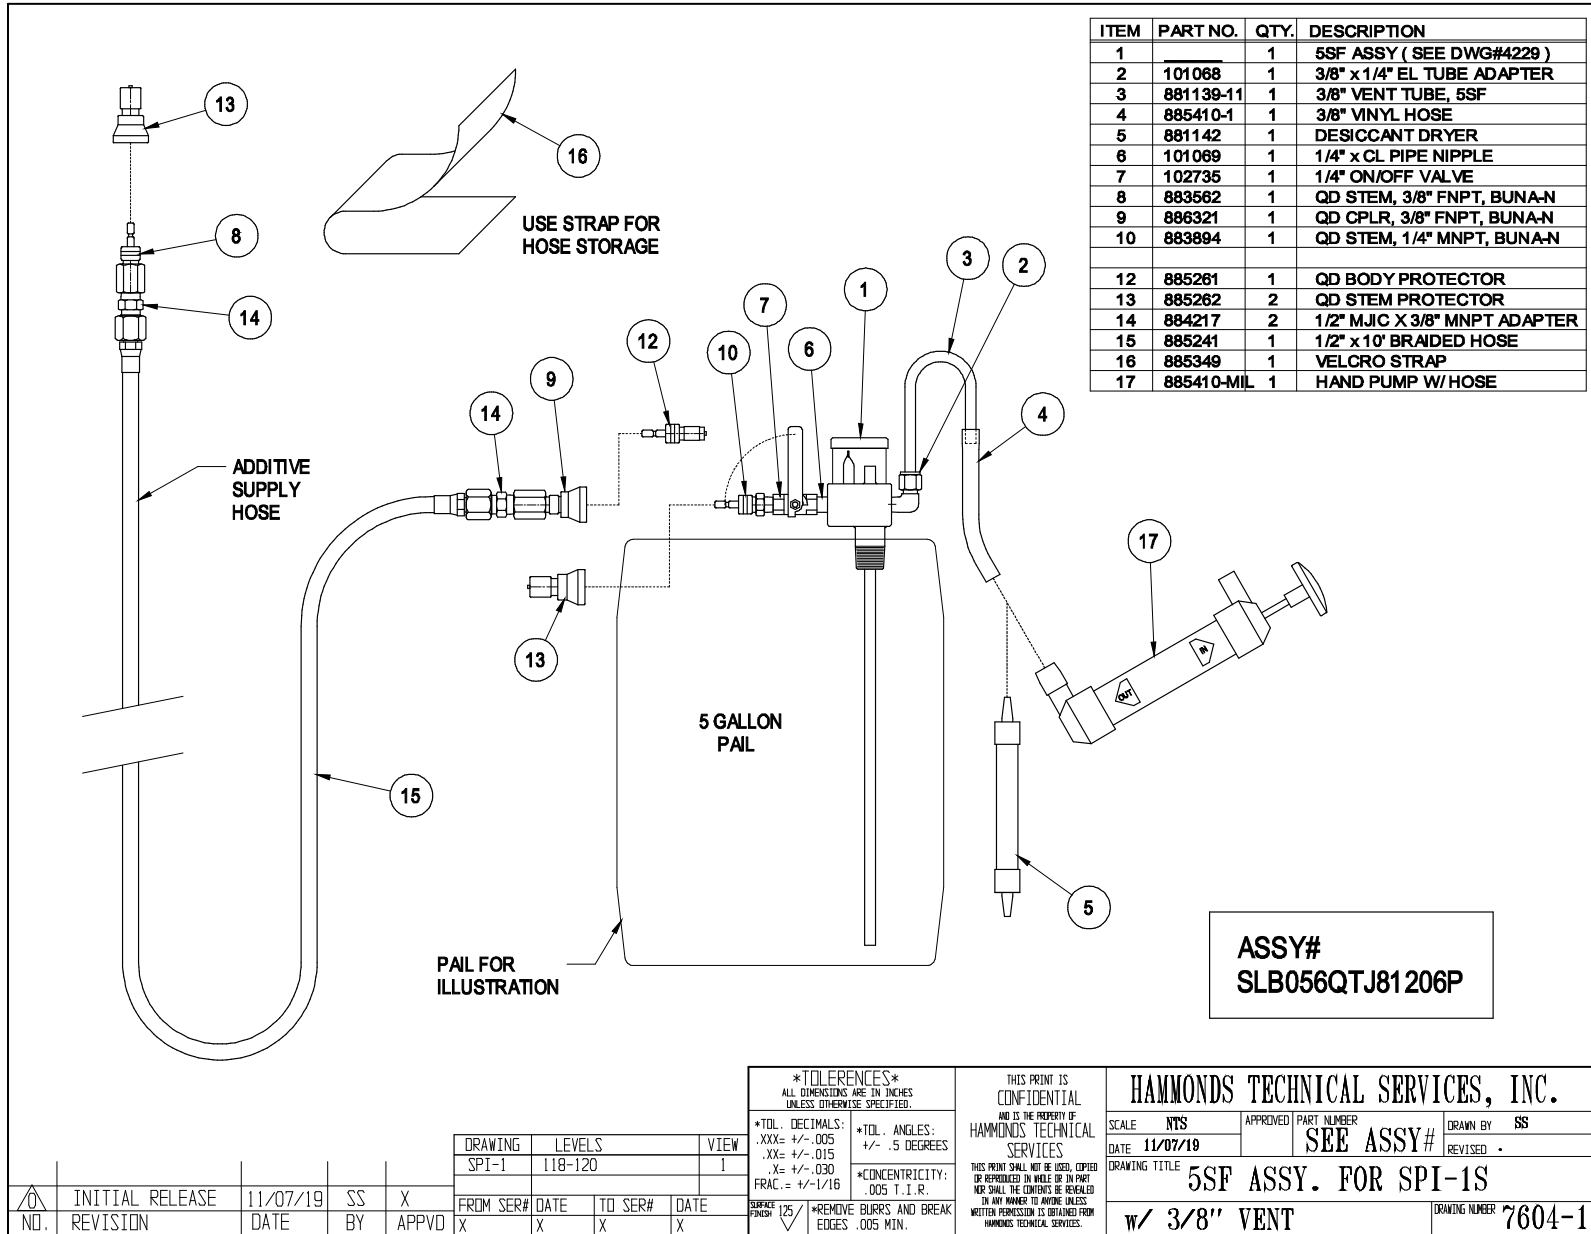 ITEM PART NO. QTY. DESCRIPTION
1 ______ 1 5SF ASSY ( SEE DWG#4229 )
2 101068 1 3/8" x 1/4" EL TUBE ADAPTER
3 881139-11 1 3/8" VENT TUBE, 5SF
4 885410-1 1 3/8" VINYL HOSE
5 881142 1 DESICCANT DRYER
6 101069 1 1/4" x CL PIPE NIPPLE
7 102735 1 1/4" ON/OFF VALVE
8 883562 1 QD STEM, 3/8" FNPT, BUNA-N
9 886321 1 QD CPLR, 3/8" FNPT, BUNA-N
10 883894 1 QD STEM, 1/4" MNPT, BUNA-N
12 885261 1 QD BODY PROTECTOR
13 885262 2 QD STEM PROTECTOR
14 884217 2 1/2" MJIC X 3/8" MNPT ADAPTER
15 885241 1 1/2" x 10' BRAIDED HOSE
16 885349 1 VELCRO STRAP
17 885410-MIL 1 HAND PUMP W/ HOSE
13
16
USE STRAP FOR
HOSE STORAGE
8
14
3
2
1
7
6
12
10
9
14
4
ADDITIVE
SUPPLY
HOSE
17
IN
OUT
13
5 GALLON
PAIL
15
5
PAIL FOR
ILLUSTRATION
ASSY#
SLB056QTJ81206P
0 INITIAL RELEASE 11/07/19 SS X
NO. REVISION DATE BY APPVD
DRAWING LEVELS VIEW
SPI-1 118-120 1
FROM SER# DATE TO SER# DATE
X X X X
*TOLERENCES*
ALL DIMENSIONS ARE IN INCHES
UNLESS OTHERWISE SPECIFIED.
*TOL. DECIMALS:
.XXX= +/-.005
.XX= +/-.015
.X= +/-.030
FRAC.= +/-1/16
*TOL. ANGLES:
+/- .5 DEGREES
*CONCENTRICITY:
.005 T.I.R.
SURFACE
FINISH 125
*REMOVE BURRS AND BREAK
EDGES .005 MIN.
THIS PRINT IS
CONFIDENTIAL
AND IS THE PROPERTY OF
HAMMONDS TECHNICAL
SERVICES
THIS PRINT SHALL NOT BE USED, COPIED
OR REPRODUCED IN WHOLE OR IN PART
NOR SHALL THE CONTENTS BE REVEALED
IN ANY MANNER TO ANYONE UNLESS
WRITTEN PERMISSION IS OBTAINED FROM
HAMMONDS TECHNICAL SERVICES.
HAMMONDS TECHNICAL SERVICES, INC.
SCALE NTS
APPROVED
PART NUMBER
SEE ASSY#
DRAWN BY SS
DATE 11/07/19
REVISED .
DRAWING TITLE
5SF ASSY. FOR SPI-1S
w/ 3/8" VENT
DRAWING NUMBER 7604-1